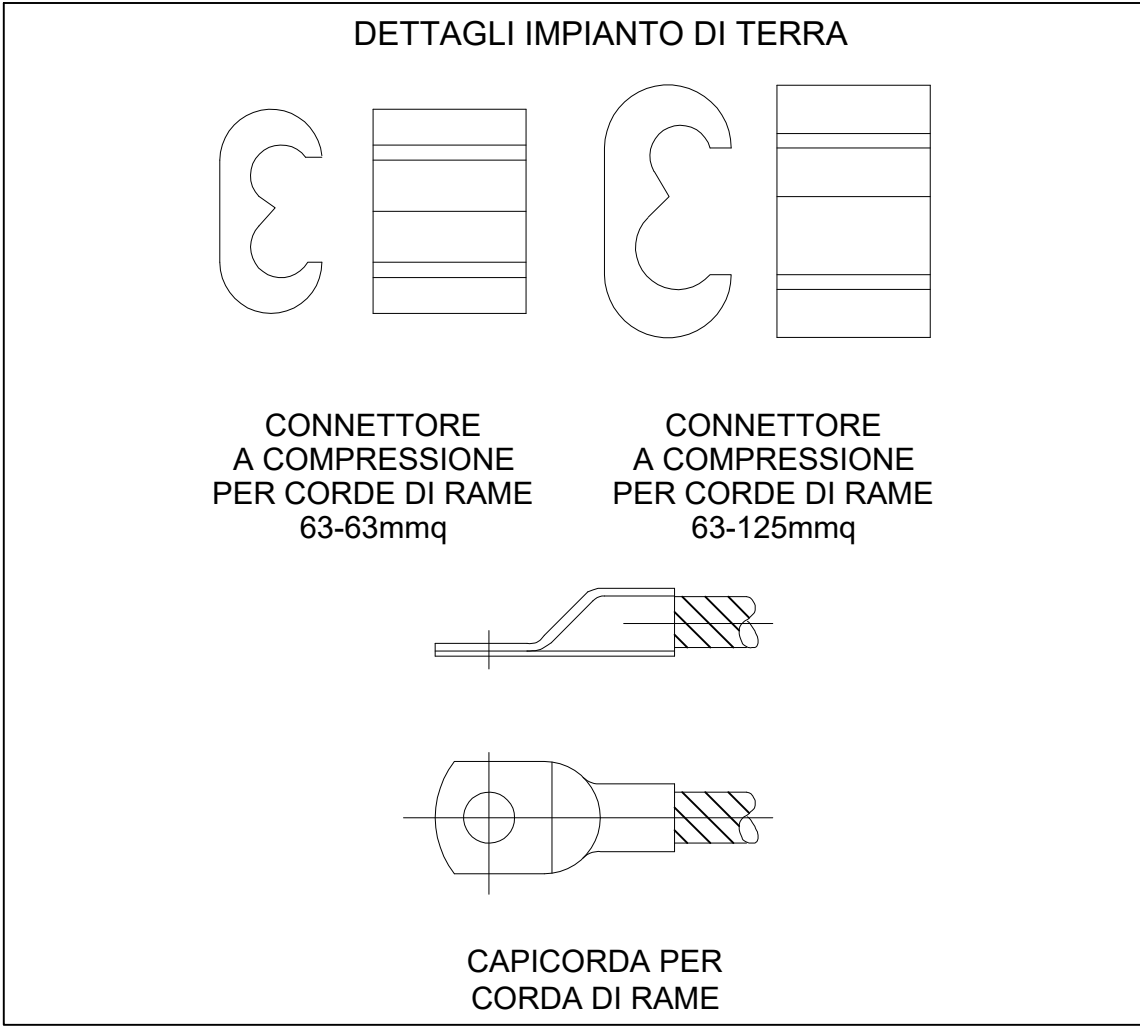 DETTAGLI IMPIANTO DI TERRA
CONNETTORE
A COMPRESSIONE
PER CORDE DI RAME
63-63mmq
CONNETTORE
A COMPRESSIONE
PER CORDE DI RAME
63-125mmq
CAPICORDA PER
CORDA DI RAME